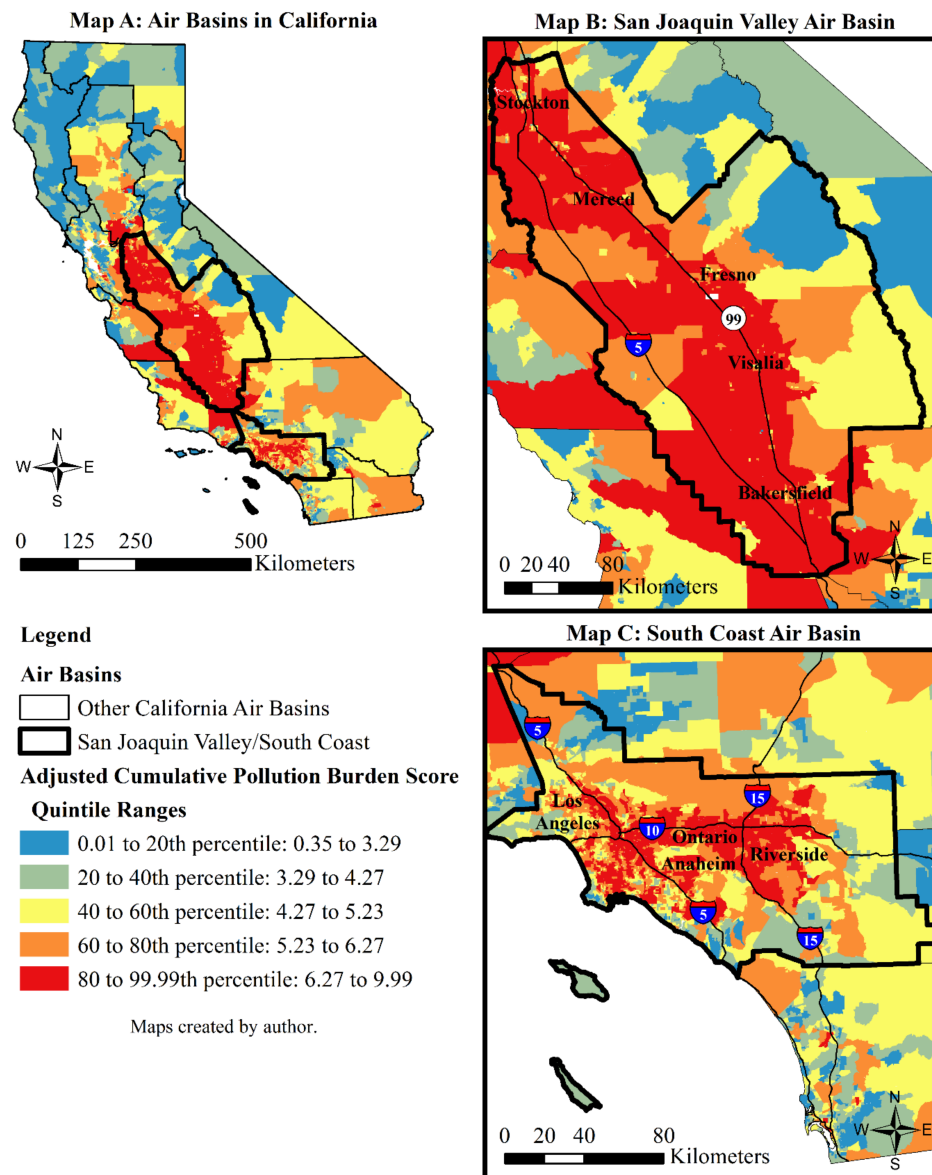 Map A: Air Basins in California
N
W E
S
0 125 250 500
Kilometers
Map B: San Joaquin Valley Air Basin
Stockton
Merced
Fresno
99
5
Visalia
Bakersfield
N
W E
S
0 20 40 80
Kilometers
Legend
Air Basins
Other California Air Basins
San Joaquin Valley/South Coast
Adjusted Cumulative Pollution Burden Score
Quintile Ranges
0.01 to 20th percentile: 0.35 to 3.29
20 to 40th percentile: 3.29 to 4.27
40 to 60th percentile: 4.27 to 5.23
60 to 80th percentile: 5.23 to 6.27
80 to 99.99th percentile: 6.27 to 9.99
Maps created by author.
Map C: South Coast Air Basin
5
15
Los
Angeles
10
Ontario
Anaheim
Riverside
5
15
N
W E
S
0 20 40 80
Kilometers